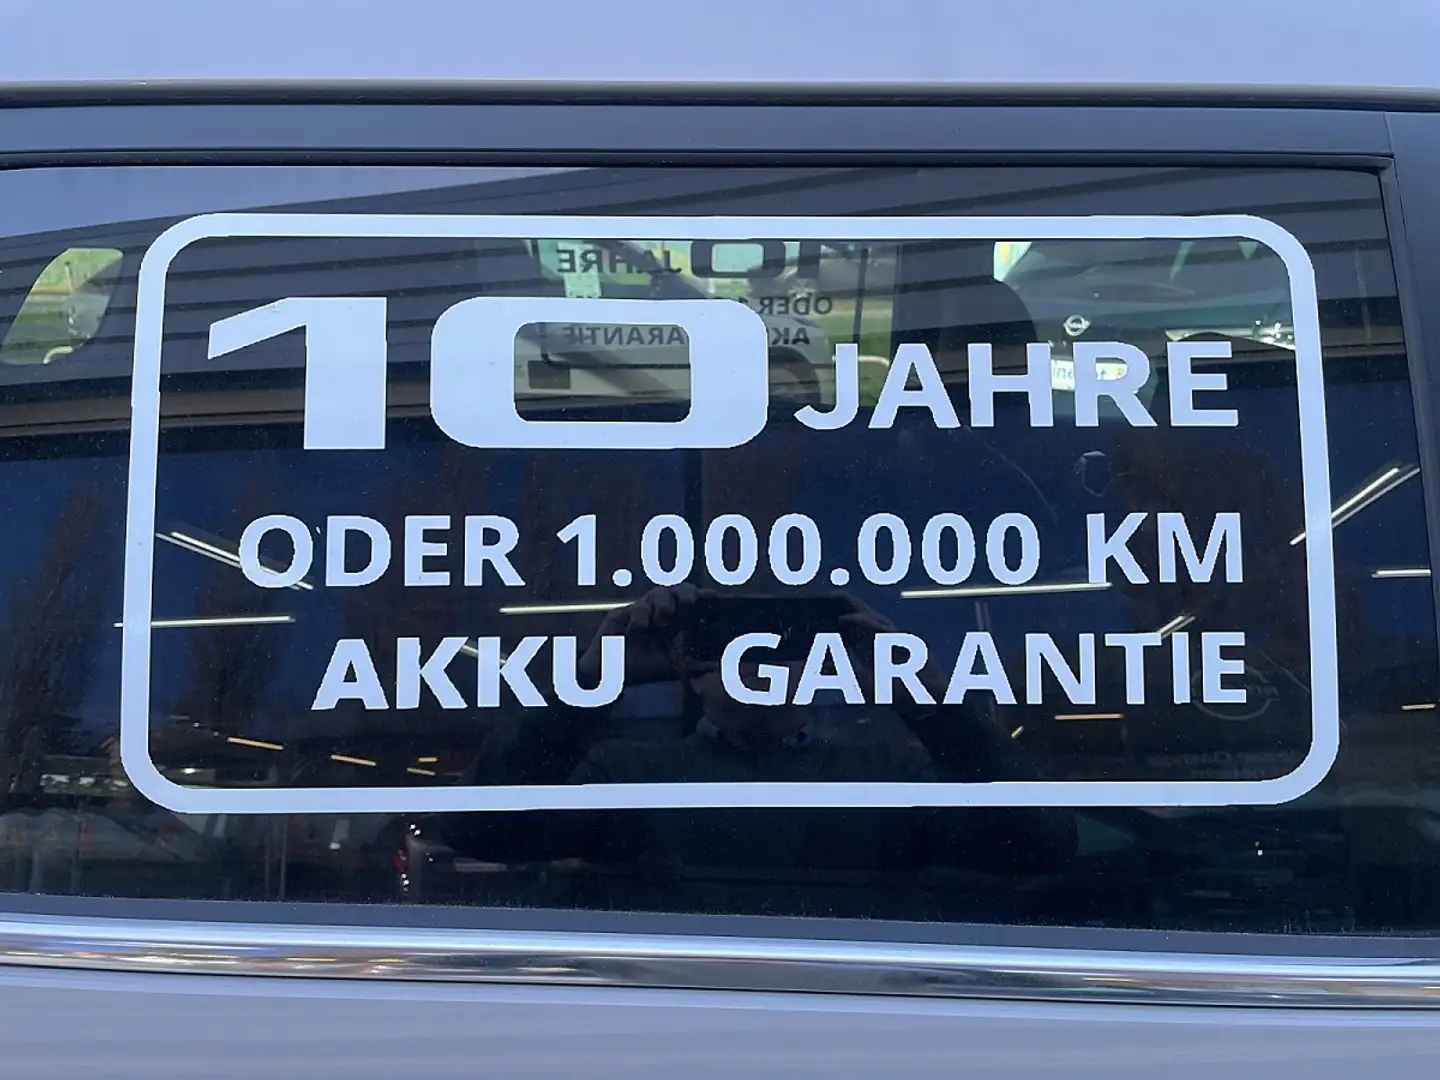 10 JAHRE
ODER 1.000.000 KM
AKKU GARANTIE